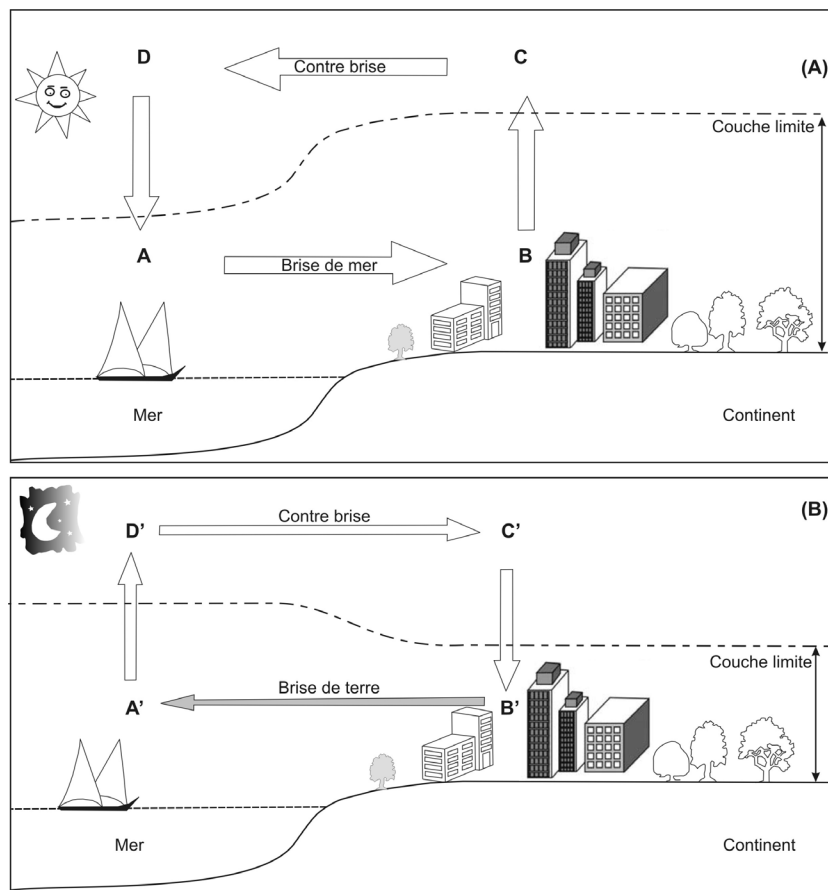 D
C
(A)
Contre brise
Couche limite
A
Brise de mer
B
Mer
Continent
(B)
D'
Contre brise
C'
Couche limite
Brise de terre
A'
B'
Mer
Continent